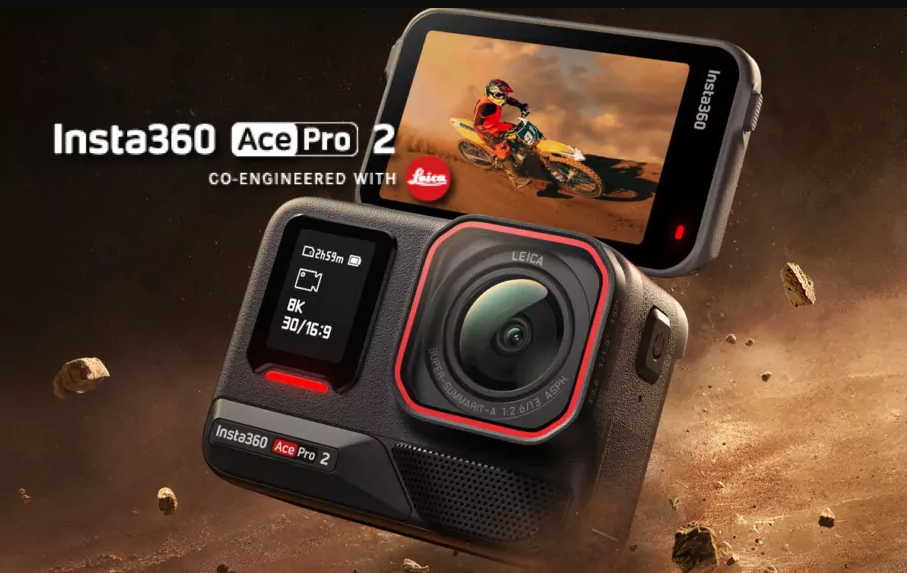 Insta360 Ace Pro 2
CO-ENGINEERED WITH Leica
Insta360
2h59m
8K
30/16:9
LEICA
SUPER-SUMMARIT-A 1:2.6/13 ASPH
Insta360 Ace Pro 2